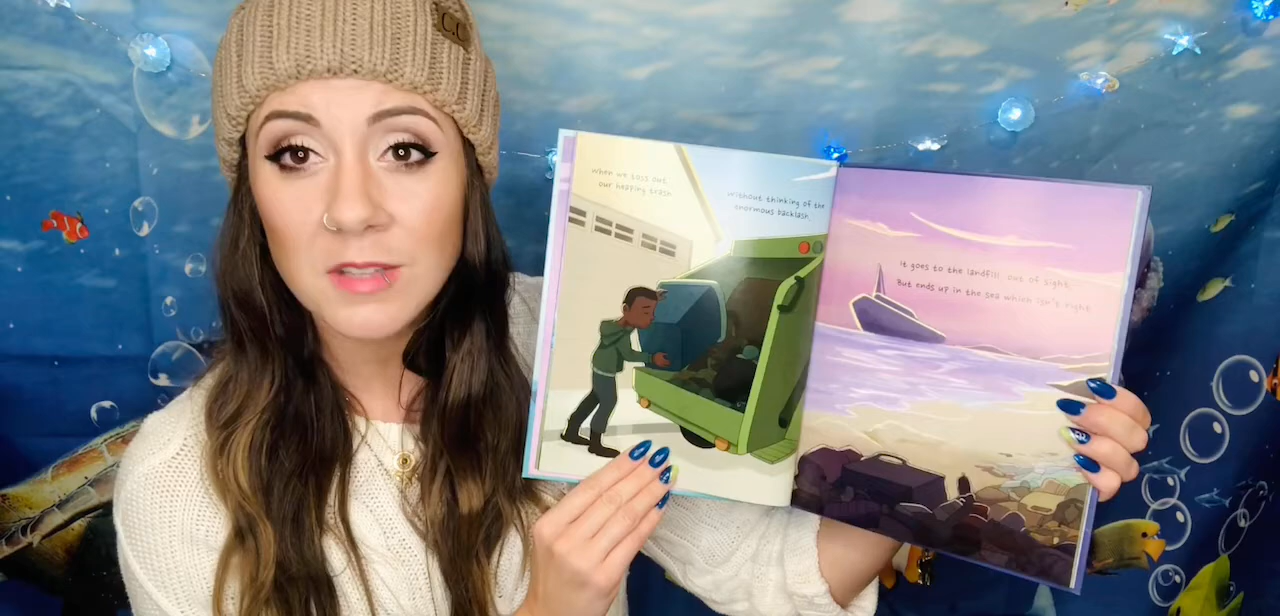 C.C
when we toss out
our heaping trash
without thinking of the
enormous backlash.
It goes to the landfill out of sight,
But ends up in the sea which isn't right.